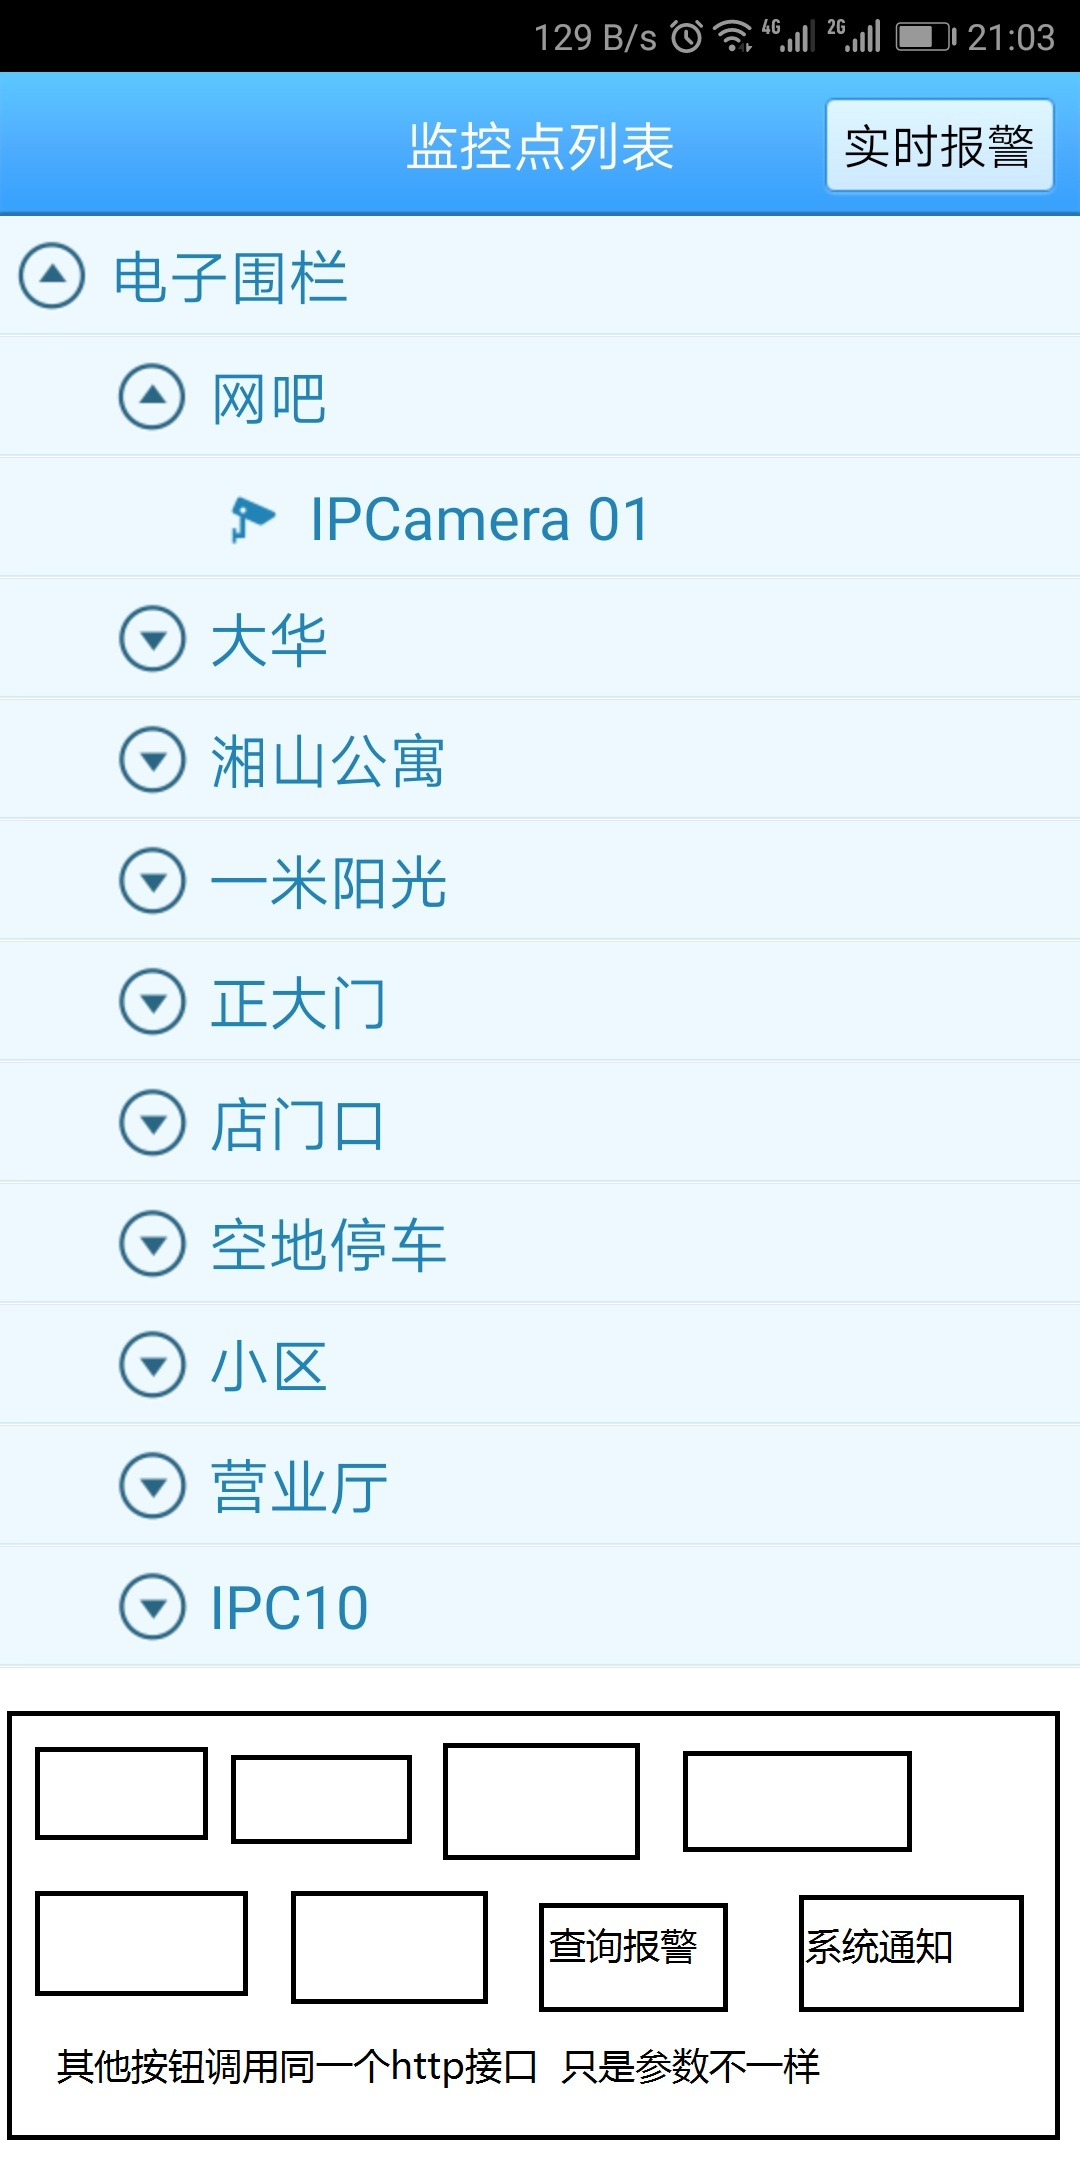 129 B/s 4G 2G 21:03
监控点列表 实时报警
电子围栏
网吧
IPCamera 01
大华
湘山公寓
一米阳光
正大门
店门口
空地停车
小区
营业厅
IPC10
查询报警 系统通知
其他按钮调用同一个http接口 只是参数不一样